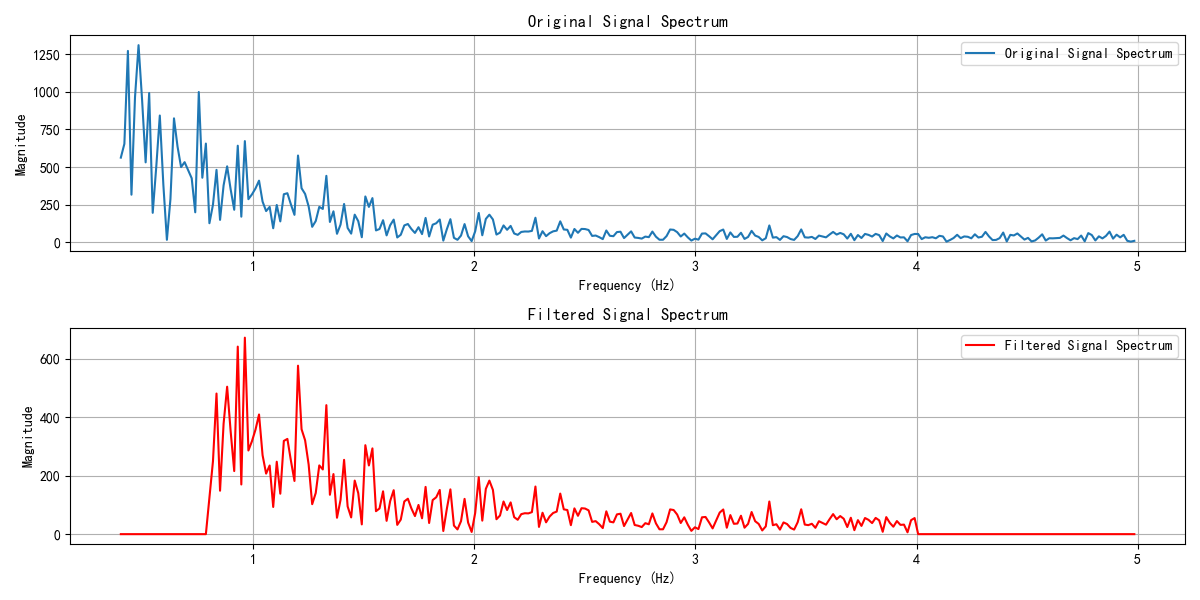 Original Signal Spectrum
Original Signal Spectrum
1250
1000
750
500
250
0
Magnitude
1 2 3 4 5
Frequency (Hz)
Filtered Signal Spectrum
Filtered Signal Spectrum
600
400
200
0
Magnitude
1 2 3 4 5
Frequency (Hz)